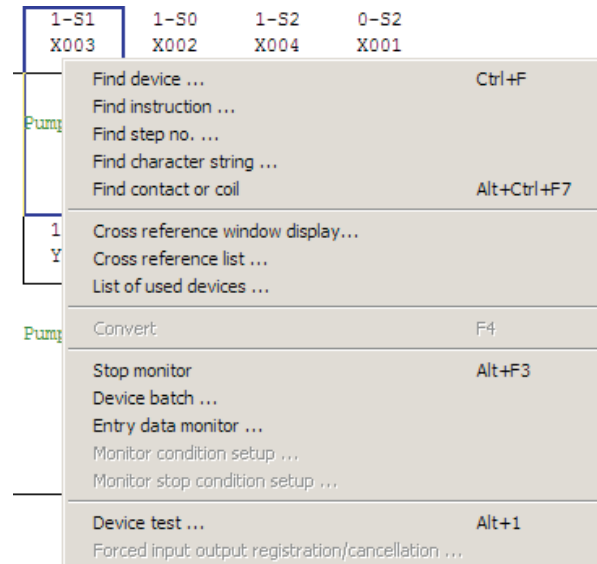 1-S1 1-S0 1-S2 0-S2
X003 X002 X004 X001
Find device ... Ctrl+F
Find instruction ...
Pump
Find step no. ...
Find character string ...
Find contact or coil Alt+Ctrl+F7
1 Cross reference window display...
Y Cross reference list ...
List of used devices ...
Pump Convert F4
Stop monitor Alt+F3
Device batch ...
Entry data monitor ...
Monitor condition setup ...
Monitor stop condition setup ...
Device test ... Alt+1
Forced input output registration/cancellation ...